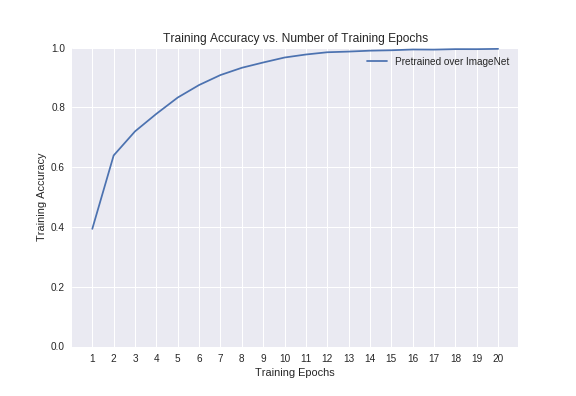 Training Accuracy vs. Number of Training Epochs
1.0
Pretrained over ImageNet
0.8
0.6
Training Accuracy
0.4
0.2
0.0
1 2 3 4 5 6 7 8 9 10 11 12 13 14 15 16 17 18 19 20
Training Epochs